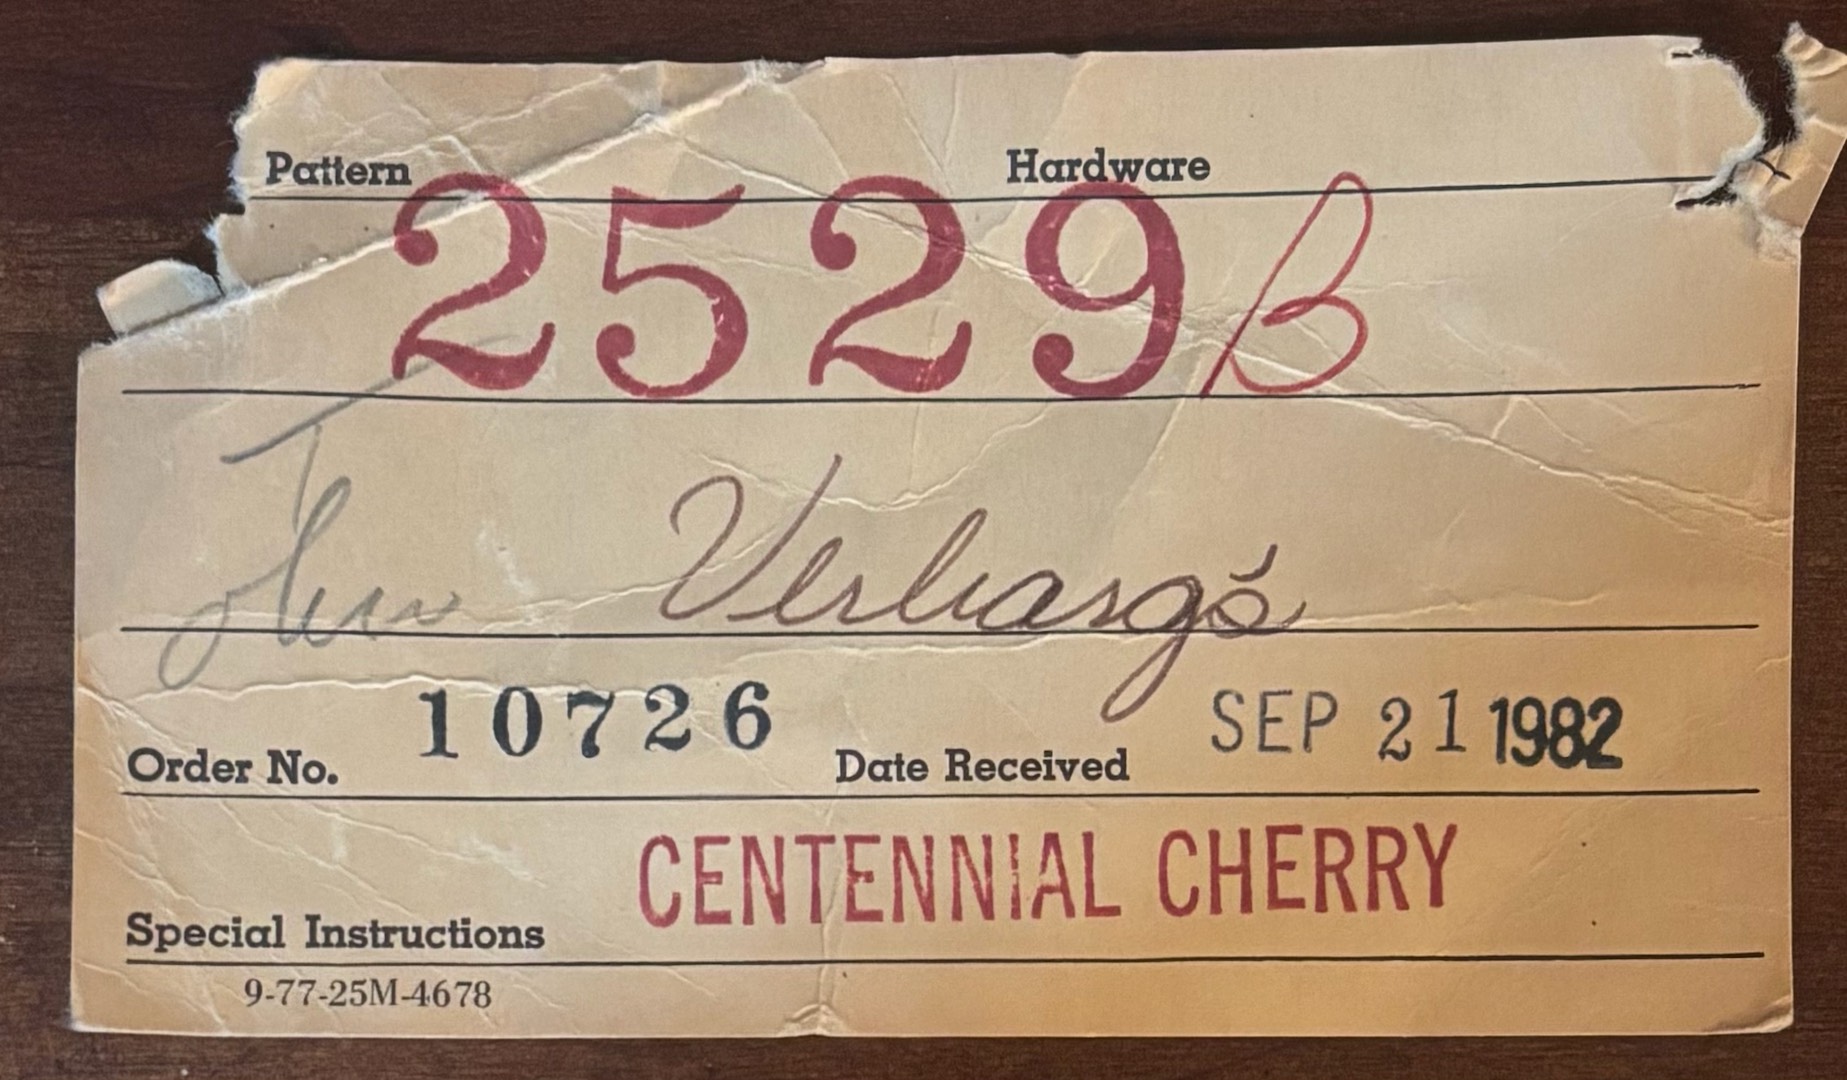 Pattern Hardware
2529B
Order No. 10726 Date Received SEP 21 1982
Special Instructions CENTENNIAL CHERRY
9-77-25M-4678